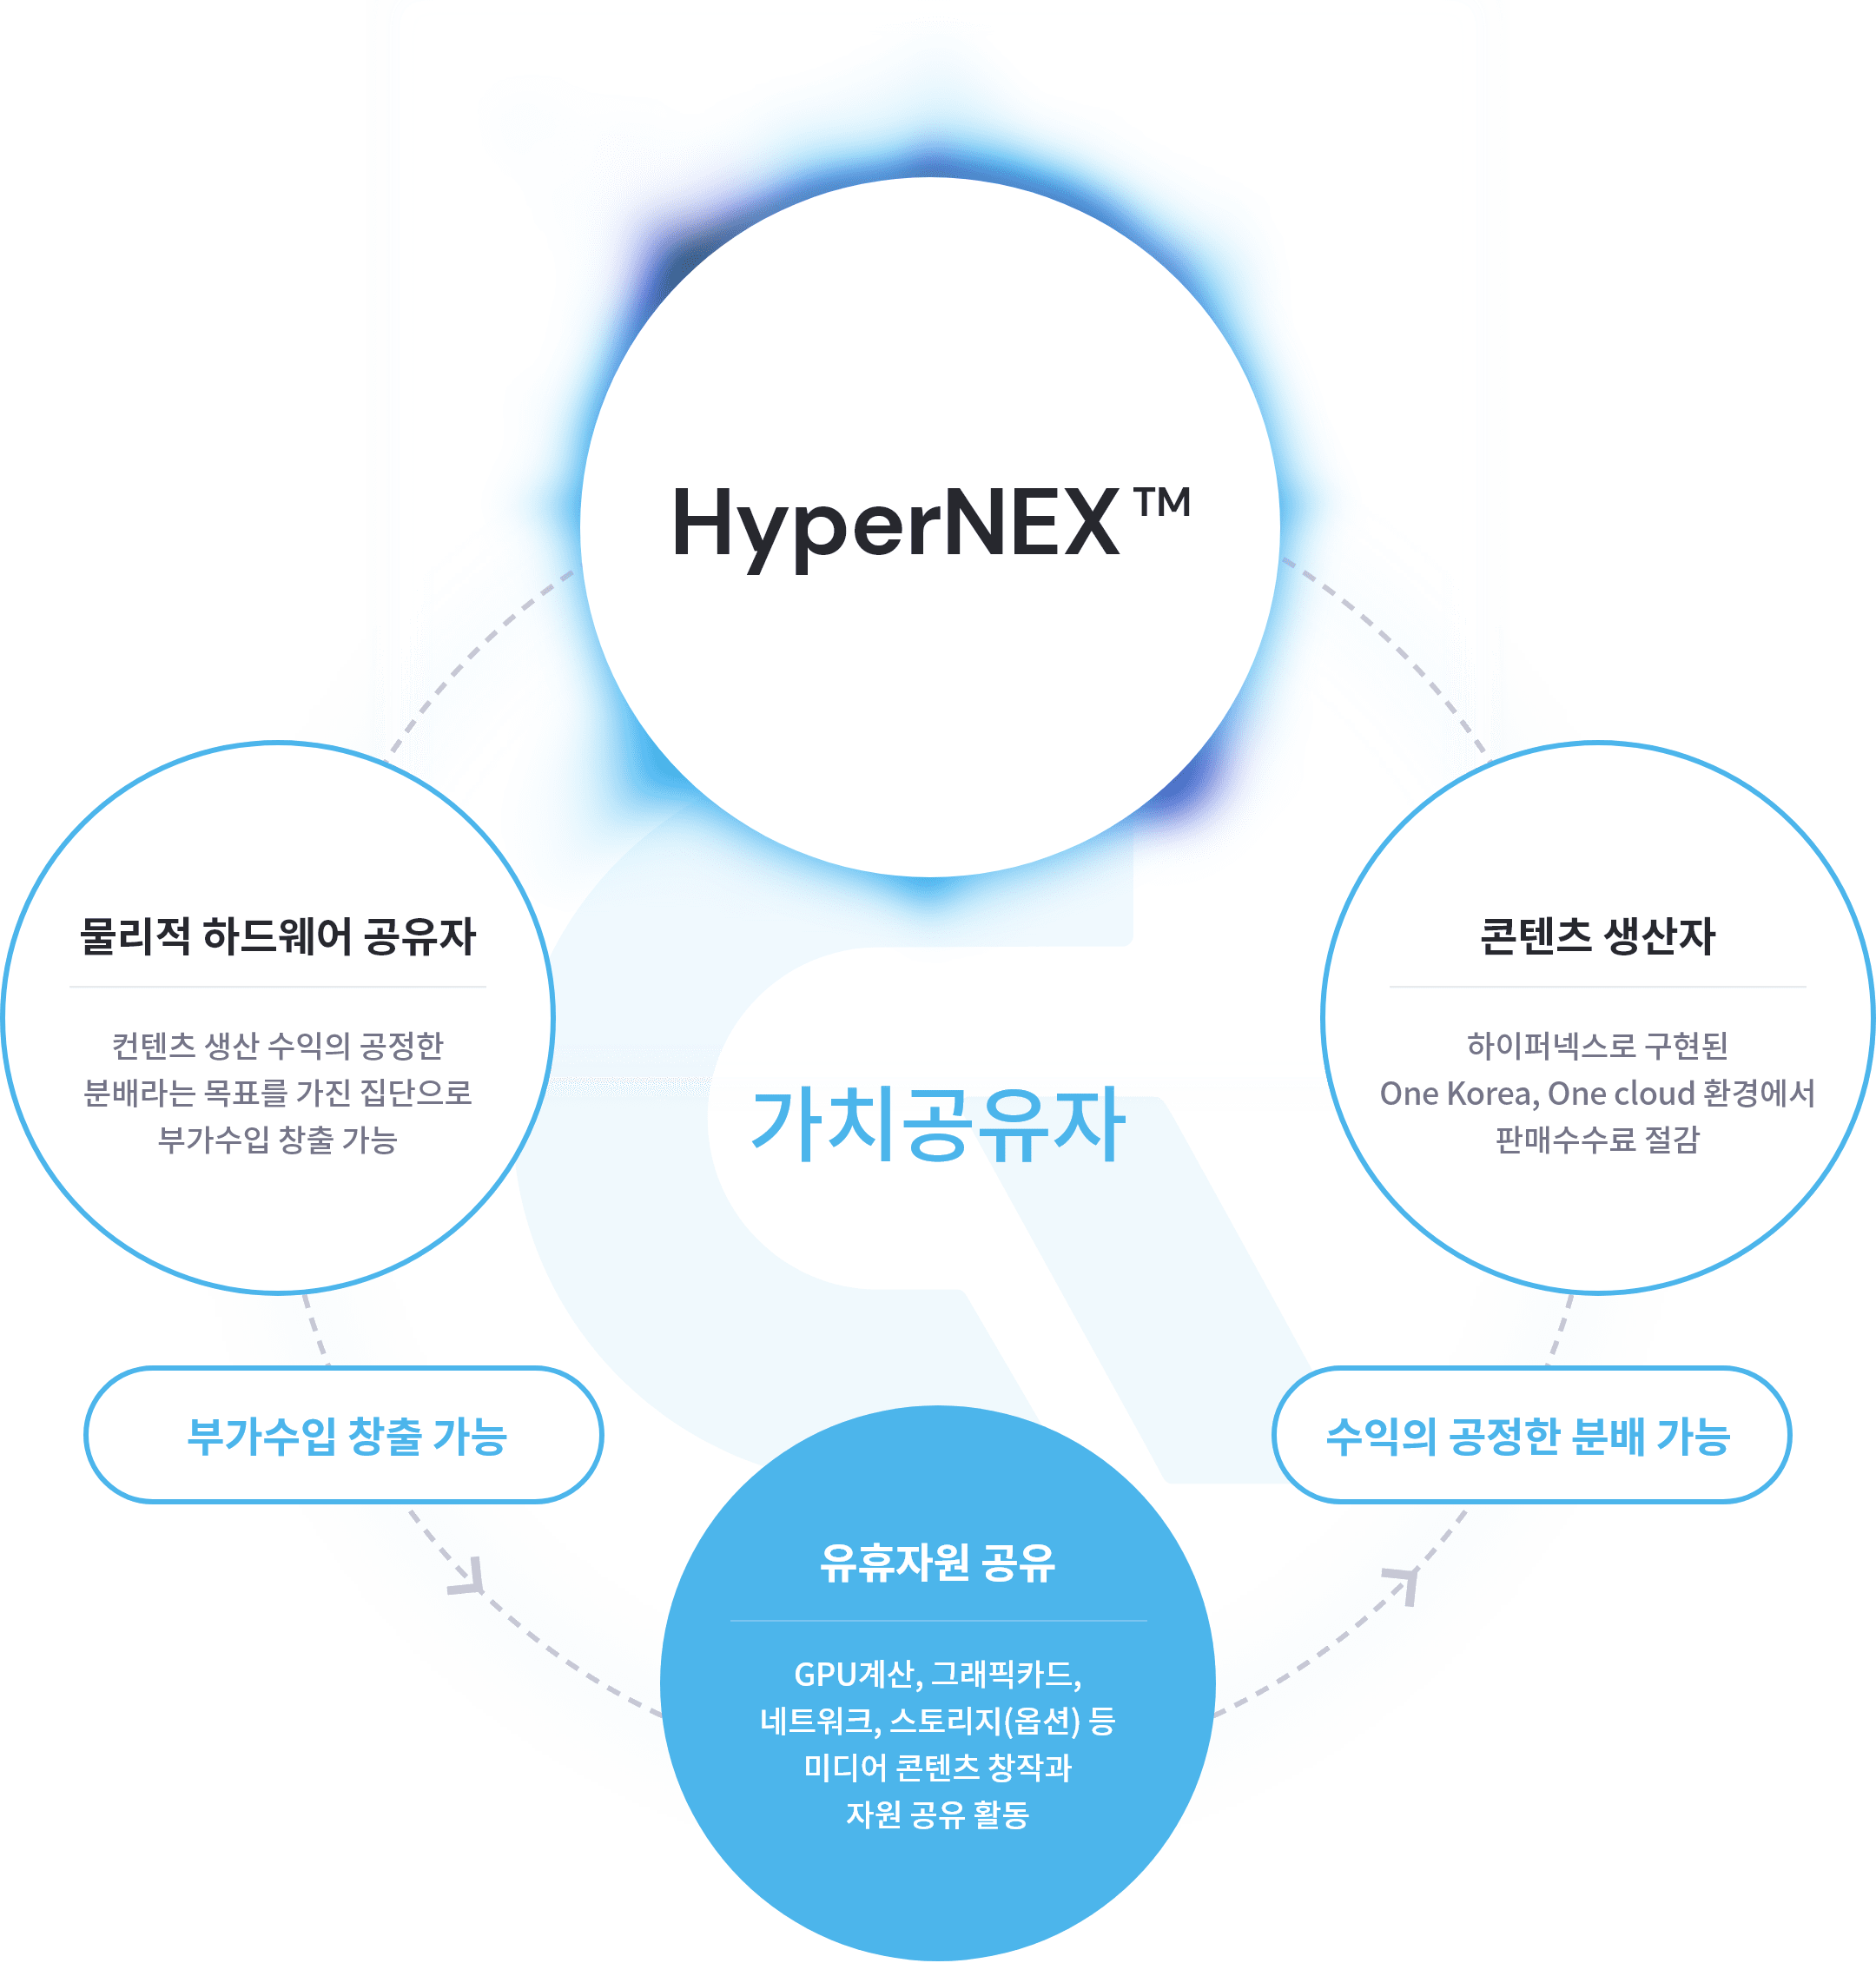 HyperNEX™
물리적 하드웨어 공유자
컨텐츠 생산 수익의 공정한
분배라는 목표를 가진 집단으로
부가수입 창출 가능
콘텐츠 생산자
하이퍼넥스로 구현된
One Korea, One cloud 환경에서
판매수수료 절감
가치공유자
부가수입 창출 가능
수익의 공정한 분배 가능
유휴자원 공유
GPU계산, 그래픽카드,
네트워크, 스토리지(옵션) 등
미디어 콘텐츠 창작과
자원 공유 활동